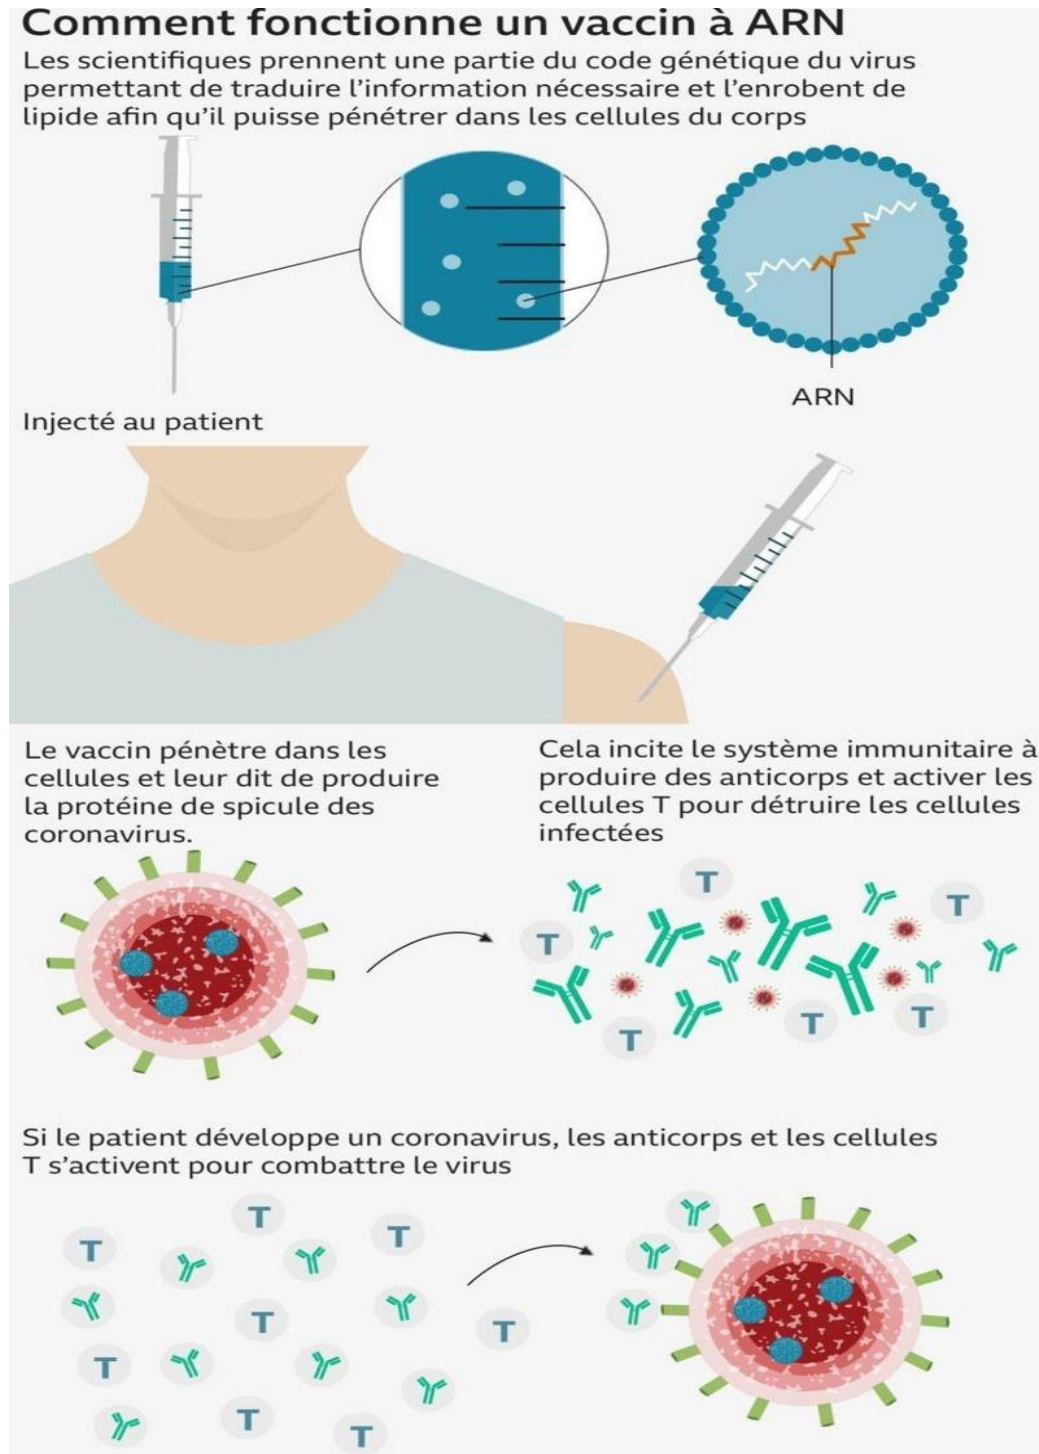 Comment fonctionne un vaccin à ARN
Les scientifiques prennent une partie du code génétique du virus
permettant de traduire l’information nécessaire et l’enrobent de
lipide afin qu’il puisse pénétrer dans les cellules du corps
ARN
Injecté au patient
Le vaccin pénètre dans les
cellules et leur dit de produire
la protéine de spicule des
coronavirus.
Cela incite le système immunitaire à
produire des anticorps et activer les
cellules T pour détruire les cellules
infectées
T
T
T
T
T
T
Si le patient développe un coronavirus, les anticorps et les cellules
T s’activent pour combattre le virus
T
T
T
T
T
T
T
T